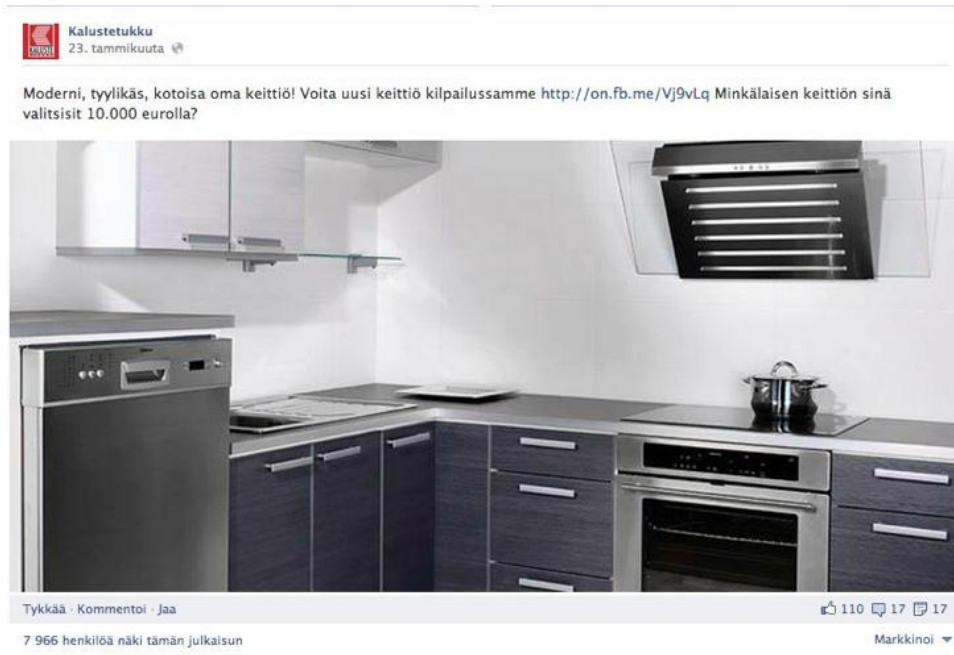 Kalustetukku
23. tammikuuta
KALUSTE
Moderni, tyylikäs, kotoisa oma keittiö! Voita uusi keittiö kilpailussamme http://on.fb.me/Vj9vLq Minkälaisen keittiön sinä
valitsisit 10.000 eurolla?
Tykkää · Kommentoi · Jaa 110 17 17
7 966 henkilöä näki tämän julkaisun Markkinoi